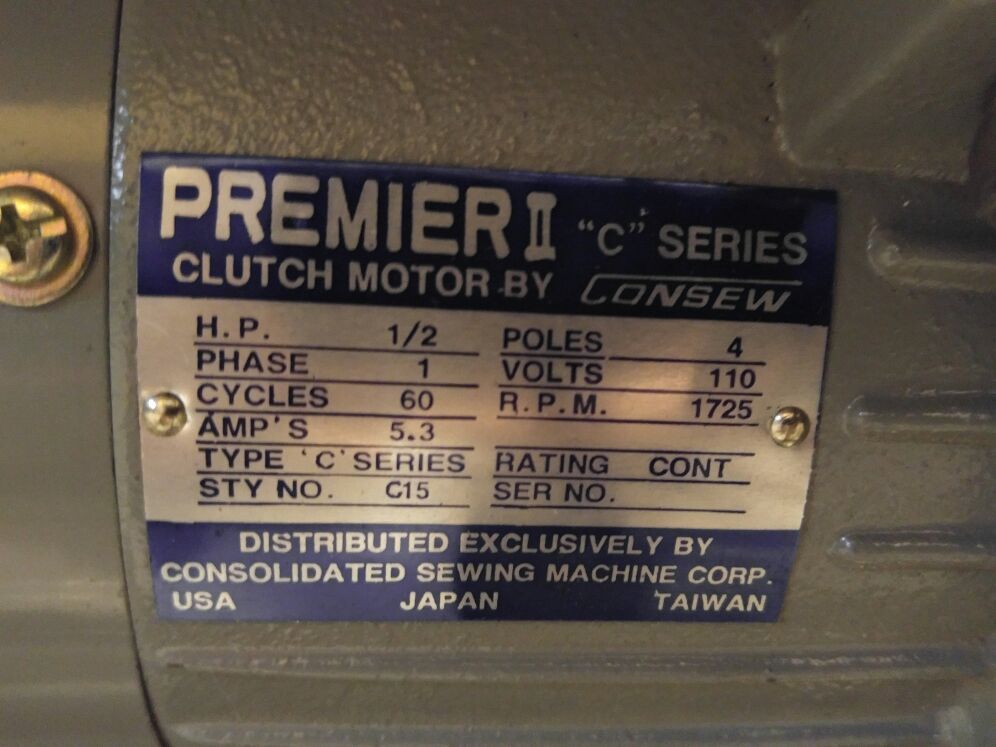 PREMIER II "C" SERIES
CLUTCH MOTOR BY CONSEW
H.P. 1/2 POLES 4
PHASE 1 VOLTS 110
CYCLES 60 R.P.M. 1725
AMP'S 5.3
TYPE 'C' SERIES RATING CONT
STY NO. C15 SER NO.
DISTRIBUTED EXCLUSIVELY BY
CONSOLIDATED SEWING MACHINE CORP.
USA JAPAN TAIWAN